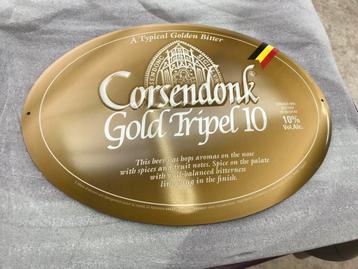 A Typical Golden Bitter
Corsendonk
Gold Tripel 10
10%
Vol.Alc.
This beer has hops aromas on the nose
with spices and fruit notes. Spice on the palate
with well-balanced bitterness
lingering in the finish.